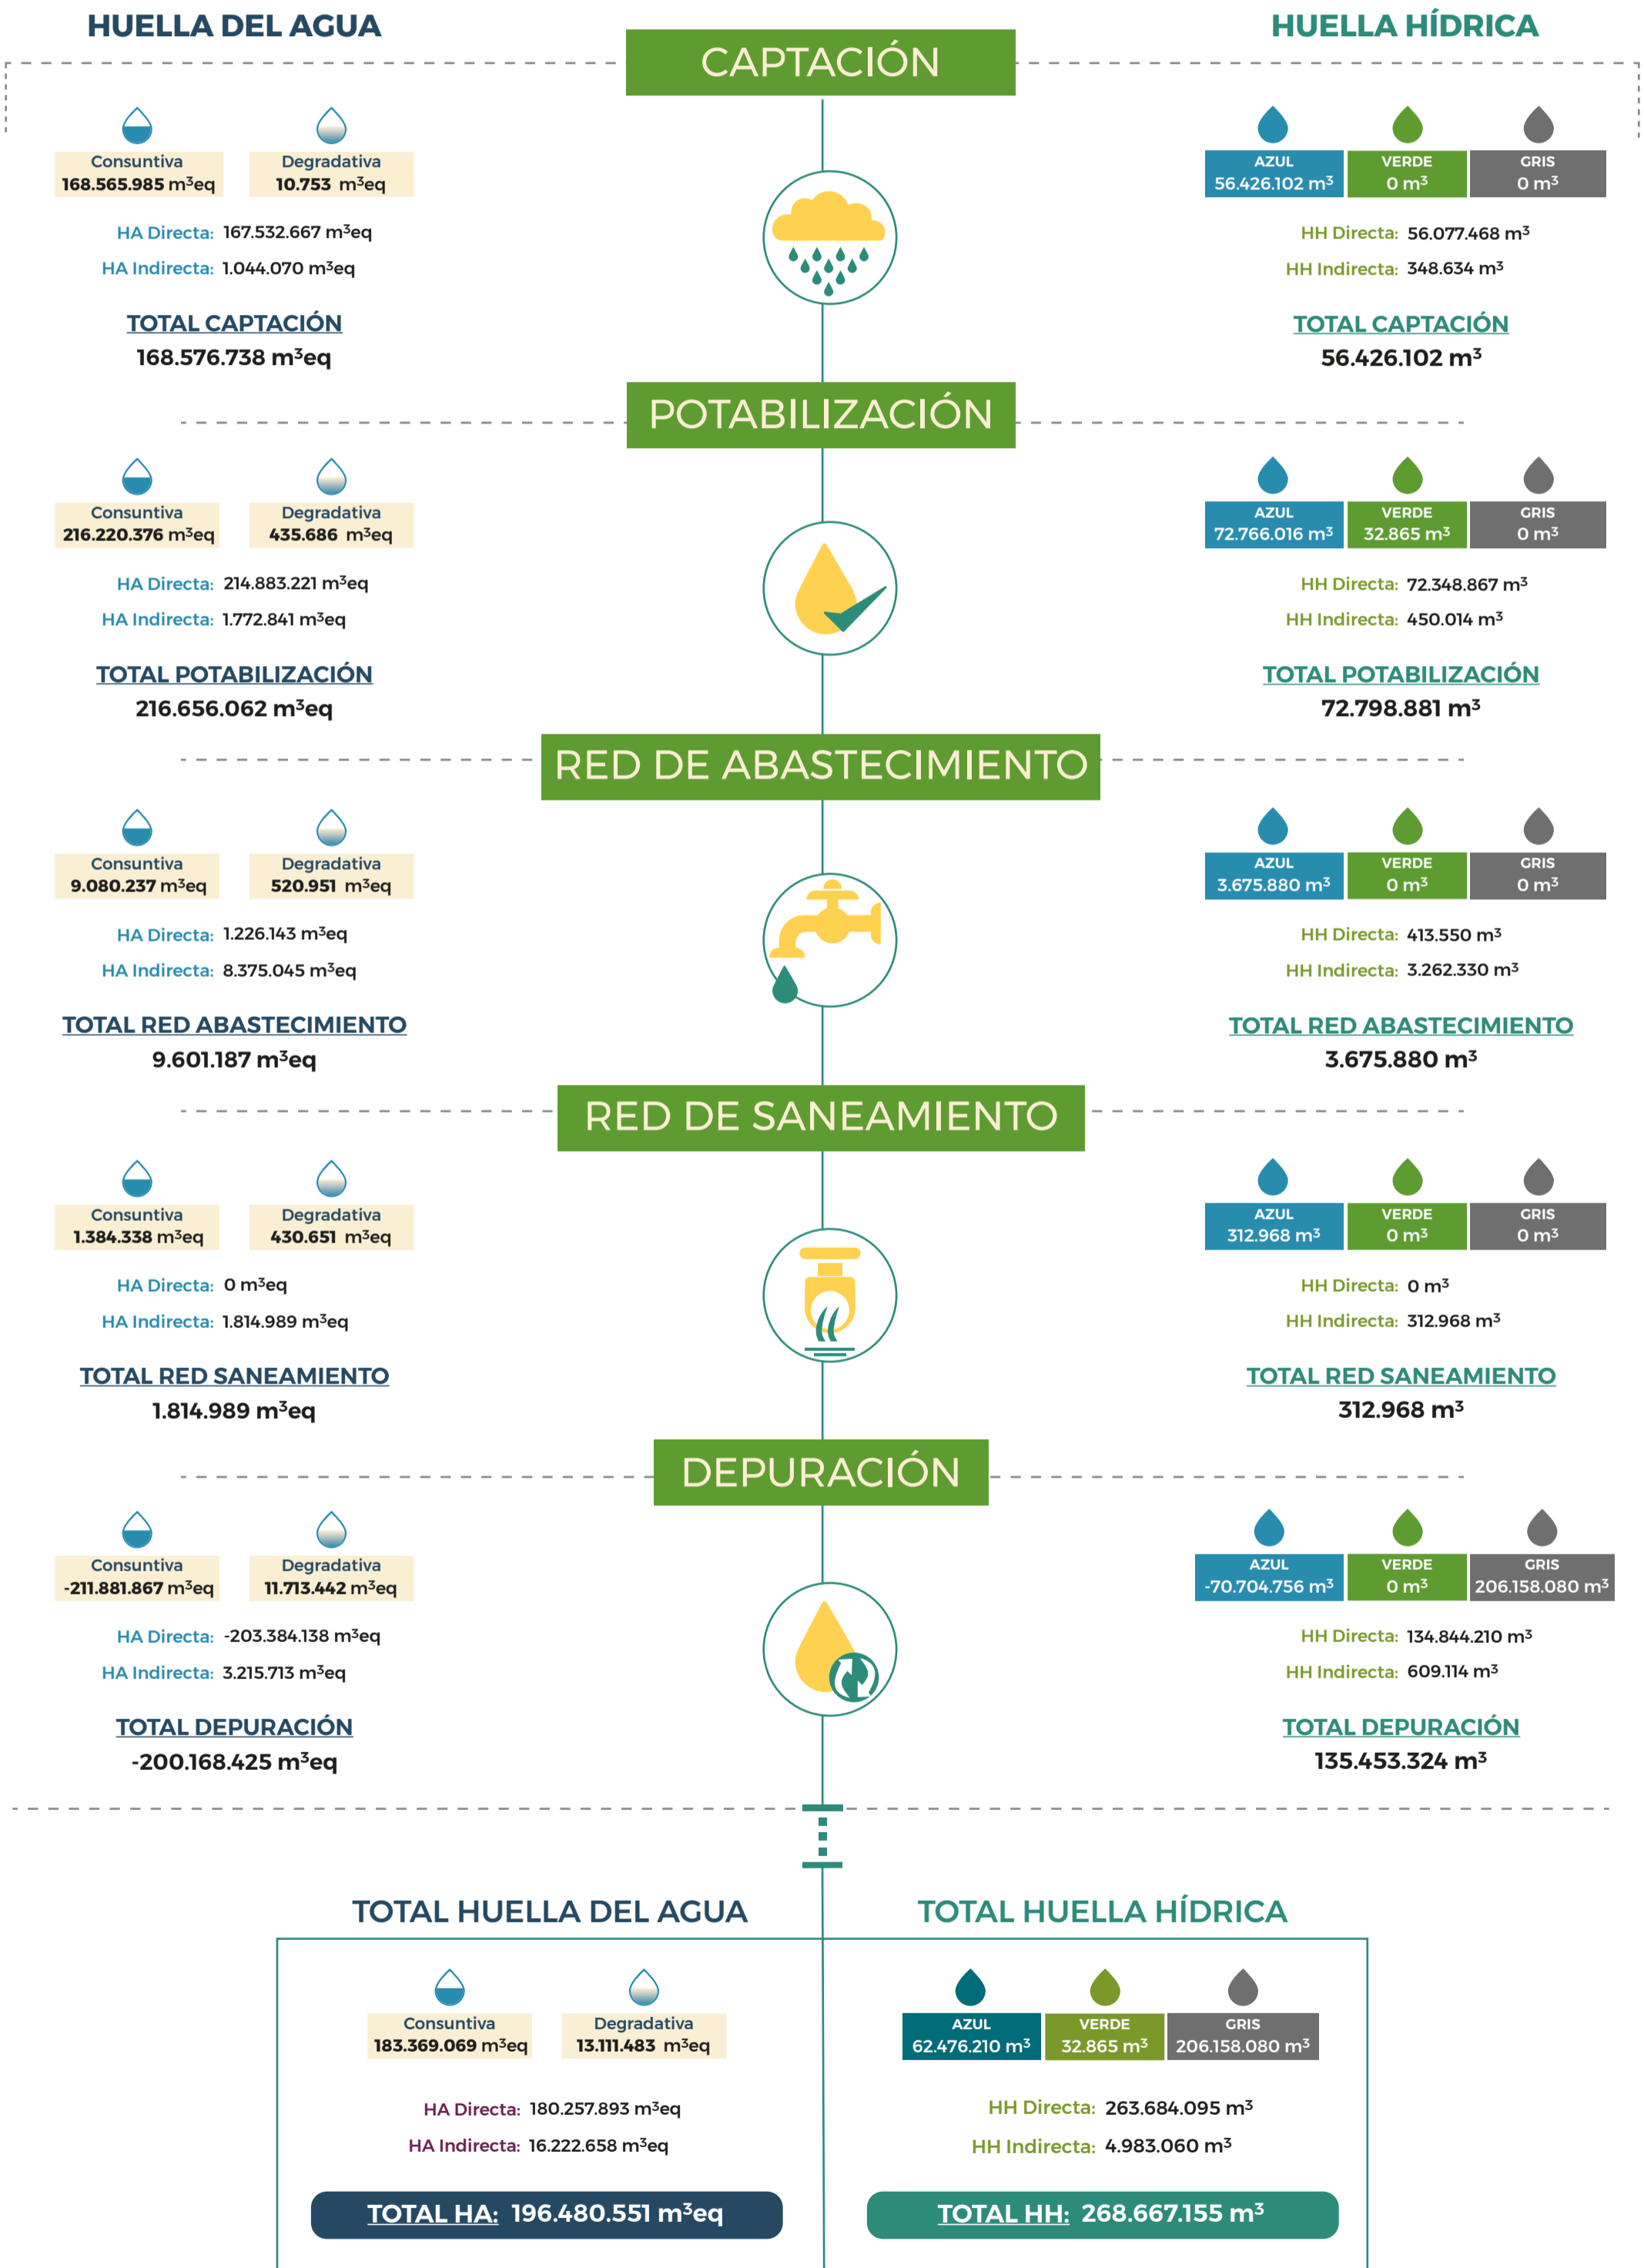 HUELLA DEL AGUA
HUELLA HÍDRICA
CAPTACIÓN
Consuntiva
168.565.985 m³eq
Degradativa
10.753 m³eq
HA Directa: 167.532.667 m³eq
HA Indirecta: 1.044.070 m³eq
TOTAL CAPTACIÓN
168.576.738 m³eq
AZUL
56.426.102 m³
VERDE
0 m³
GRIS
0 m³
HH Directa: 56.077.468 m³
HH Indirecta: 348.634 m³
TOTAL CAPTACIÓN
56.426.102 m³
POTABILIZACIÓN
Consuntiva
216.220.376 m³eq
Degradativa
435.686 m³eq
HA Directa: 214.883.221 m³eq
HA Indirecta: 1.772.841 m³eq
TOTAL POTABILIZACIÓN
216.656.062 m³eq
AZUL
72.766.016 m³
VERDE
32.865 m³
GRIS
0 m³
HH Directa: 72.348.867 m³
HH Indirecta: 450.014 m³
TOTAL POTABILIZACIÓN
72.798.881 m³
RED DE ABASTECIMIENTO
Consuntiva
9.080.237 m³eq
Degradativa
520.951 m³eq
HA Directa: 1.226.143 m³eq
HA Indirecta: 8.375.045 m³eq
TOTAL RED ABASTECIMIENTO
9.601.187 m³eq
AZUL
3.675.880 m³
VERDE
0 m³
GRIS
0 m³
HH Directa: 413.550 m³
HH Indirecta: 3.262.330 m³
TOTAL RED ABASTECIMIENTO
3.675.880 m³
RED DE SANEAMIENTO
Consuntiva
1.384.338 m³eq
Degradativa
430.651 m³eq
HA Directa: 0 m³eq
HA Indirecta: 1.814.989 m³eq
TOTAL RED SANEAMIENTO
1.814.989 m³eq
AZUL
312.968 m³
VERDE
0 m³
GRIS
0 m³
HH Directa: 0 m³
HH Indirecta: 312.968 m³
TOTAL RED SANEAMIENTO
312.968 m³
DEPURACIÓN
Consuntiva
-211.881.867 m³eq
Degradativa
11.713.442 m³eq
HA Directa: -203.384.138 m³eq
HA Indirecta: 3.215.713 m³eq
TOTAL DEPURACIÓN
-200.168.425 m³eq
AZUL
-70.704.756 m³
VERDE
0 m³
GRIS
206.158.080 m³
HH Directa: 134.844.210 m³
HH Indirecta: 609.114 m³
TOTAL DEPURACIÓN
135.453.324 m³
TOTAL HUELLA DEL AGUA
Consuntiva
183.369.069 m³eq
Degradativa
13.111.483 m³eq
HA Directa: 180.257.893 m³eq
HA Indirecta: 16.222.658 m³eq
TOTAL HA: 196.480.551 m³eq
TOTAL HUELLA HÍDRICA
AZUL
62.476.210 m³
VERDE
32.865 m³
GRIS
206.158.080 m³
HH Directa: 263.684.095 m³
HH Indirecta: 4.983.060 m³
TOTAL HH: 268.667.155 m³